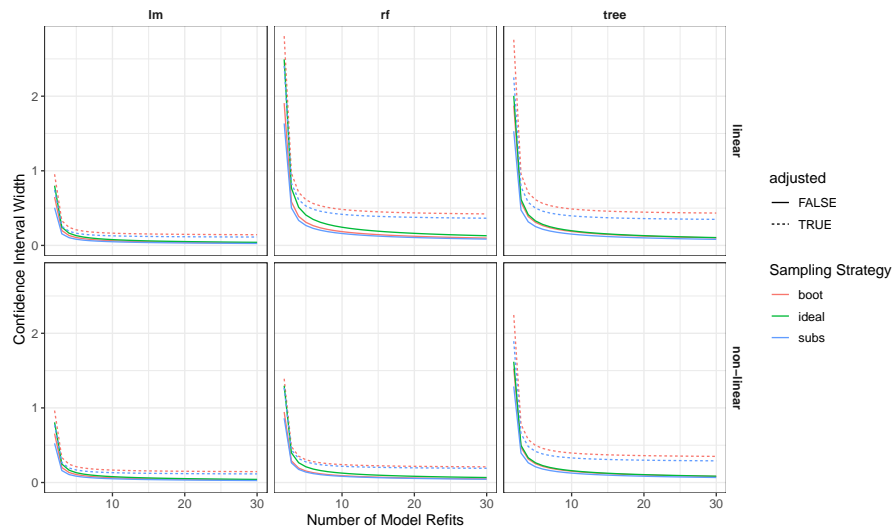 lm
rf
tree
2
1
0
linear
2
1
0
non−linear
10
20
30
10
20
30
10
20
30
Number of Model Refits
Confidence Interval Width
adjusted
FALSE
TRUE
Sampling Strategy
boot
ideal
subs